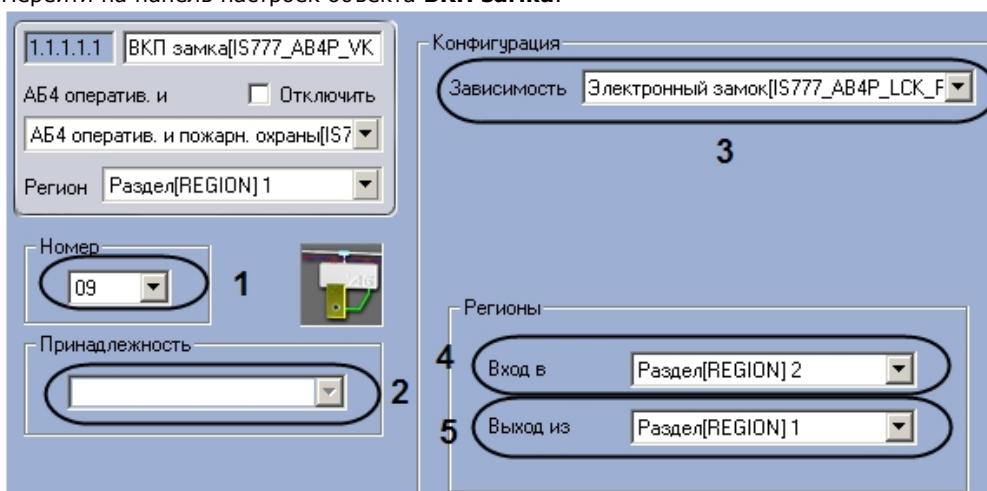 Перейти на панель настроек объекта ВКП замка.
1.1.1.1.1 ВКП замка[IS777_AB4P_VK
АБ4 оператив. и Отключить
АБ4 оператив. и пожарн. охраны[IS7
Регион Раздел[REGION] 1
Номер
09
1
Принадлежность
2
Конфигурация
Зависимость Электронный замок[IS777_AB4P_LCK_F
3
Регионы
4 Вход в Раздел[REGION] 2
5 Выход из Раздел[REGION] 1